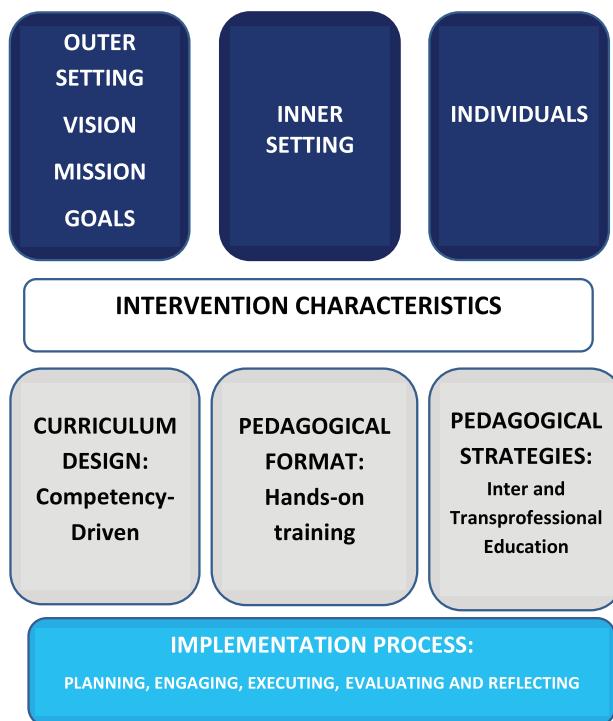 OUTER
SETTING
VISION
MISSION
GOALS
INNER
SETTING
INDIVIDUALS
INTERVENTION CHARACTERISTICS
CURRICULUM
DESIGN:
Competency-
Driven
PEDAGOGICAL
FORMAT:
Hands-on
training
PEDAGOGICAL
STRATEGIES:
Inter and
Transprofessional
Education
IMPLEMENTATION PROCESS:
PLANNING, ENGAGING, EXECUTING, EVALUATING AND REFLECTING